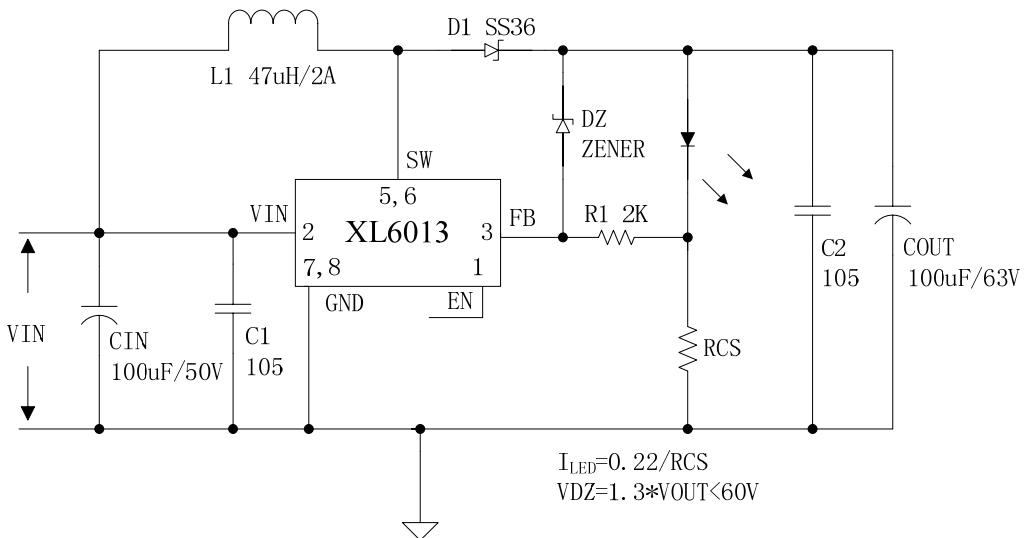 D1 SS36
L1 47uH/2A
DZ
ZENER
SW
5,6
VIN
2
XL6013
3
FB
R1 2K
7,8
1
GND
EN
C2
105
COUT
100uF/63V
VIN
CIN
100uF/50V
C1
105
RCS
ILED=0.22/RCS
VDZ=1.3*VOUT<60V